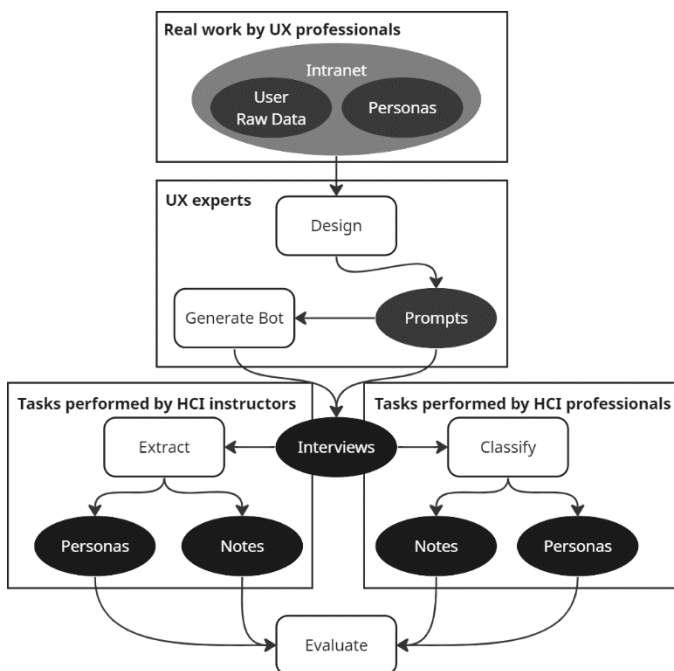 Real work by UX professionals
Intranet
User
Raw Data
Personas
UX experts
Design
Generate Bot
Prompts
Tasks performed by HCI instructors
Tasks performed by HCI professionals
Extract
Interviews
Classify
Personas
Notes
Notes
Personas
Evaluate